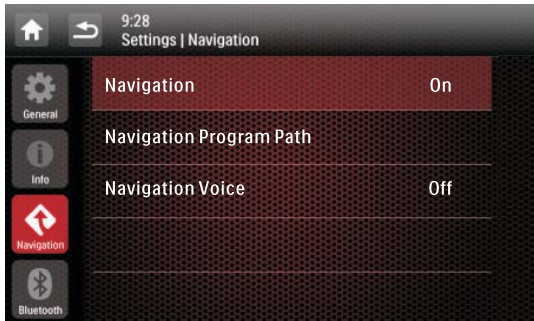 9:28
Settings | Navigation
General
Navigation On
Navigation Program Path
Info
Navigation Voice Off
Navigation
Bluetooth